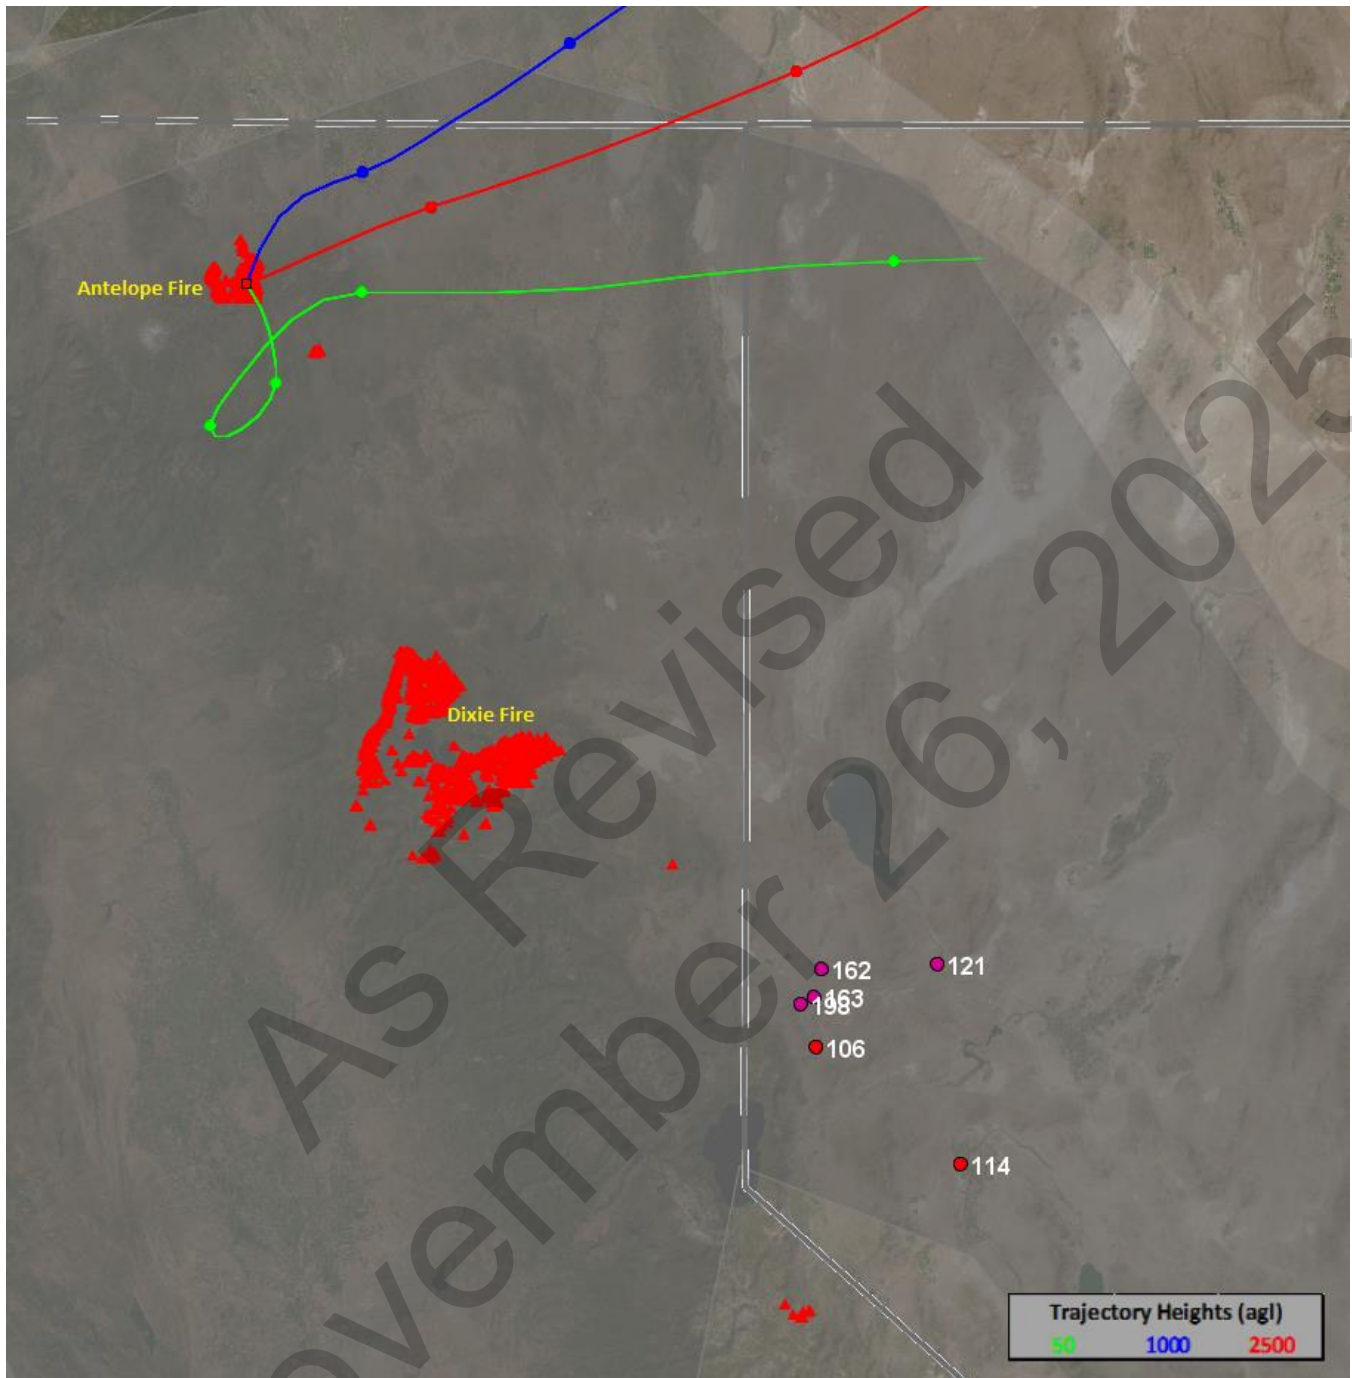 Antelope Fire
Dixie Fire
162
121
163
198
106
114
Trajectory Heights (agl)
50 1000 2500
As Revised
November 26, 2025